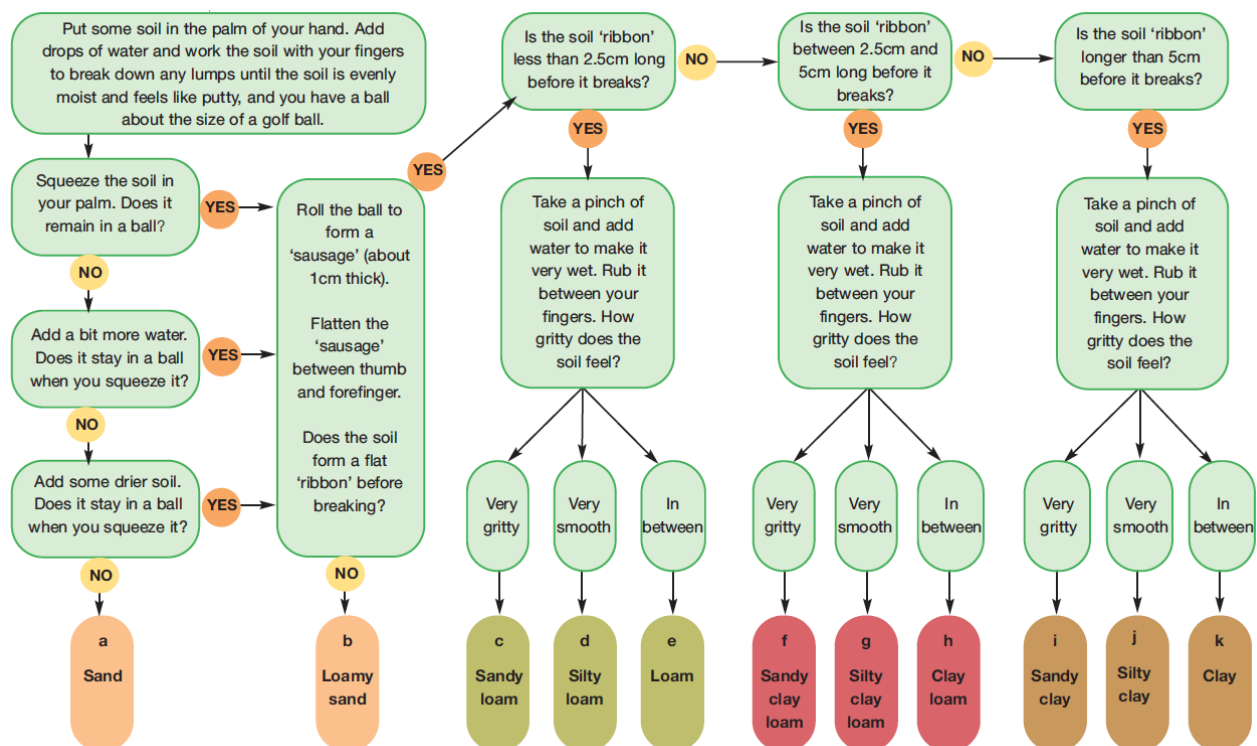 Put some soil in the palm of your hand. Add
drops of water and work the soil with your fingers
to break down any lumps until the soil is evenly
moist and feels like putty, and you have a ball
about the size of a golf ball.
Squeeze the soil in
your palm. Does it
remain in a ball?
YES
NO
Add a bit more water.
Does it stay in a ball
when you squeeze it?
YES
NO
Add some drier soil.
Does it stay in a ball
when you squeeze it?
YES
NO
a
Sand
Roll the ball to
form a
‘sausage’ (about
1cm thick).
Flatten the
‘sausage’
between thumb
and forefinger.
Does the soil
form a flat
‘ribbon’ before
breaking?
YES
NO
b
Loamy
sand
Is the soil ‘ribbon’
less than 2.5cm long
before it breaks?
NO
YES
Take a pinch of
soil and add
water to make it
very wet. Rub it
between your
fingers. How
gritty does the
soil feel?
Very
gritty
Very
smooth
In
between
c
Sandy
loam
d
Silty
loam
e
Loam
Is the soil ‘ribbon’
between 2.5cm and
5cm long before it
breaks?
NO
YES
Take a pinch of
soil and add
water to make it
very wet. Rub it
between your
fingers. How
gritty does the
soil feel?
Very
gritty
Very
smooth
In
between
f
Sandy
clay
loam
g
Silty
clay
loam
h
Clay
loam
Is the soil ‘ribbon’
longer than 5cm
before it breaks?
YES
Take a pinch of
soil and add
water to make it
very wet. Rub it
between your
fingers. How
gritty does the
soil feel?
Very
gritty
Very
smooth
In
between
i
Sandy
clay
j
Silty
clay
k
Clay